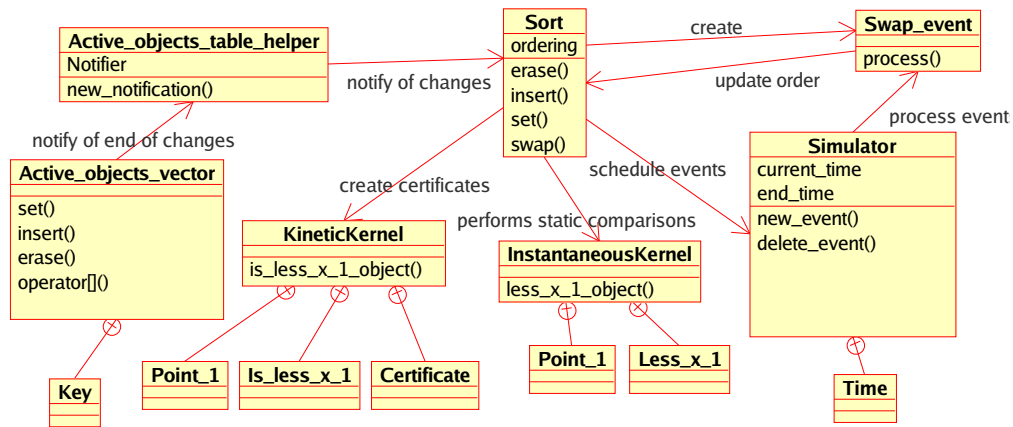 Sort
ordering
erase()
insert()
set()
swap()
Swap_event
process()
create
update order
Active_objects_table_helper
Notifier
new_notification()
notify of changes
notify of end of changes
process events
Active_objects_vector
set()
insert()
erase()
operator[]()
Simulator
current_time
end_time
new_event()
delete_event()
create certificates
schedule events
performs static comparisons
KineticKernel
is_less_x_1_object()
InstantaneousKernel
less_x_1_object()
Key
Point_1
Is_less_x_1
Certificate
Point_1
Less_x_1
Time